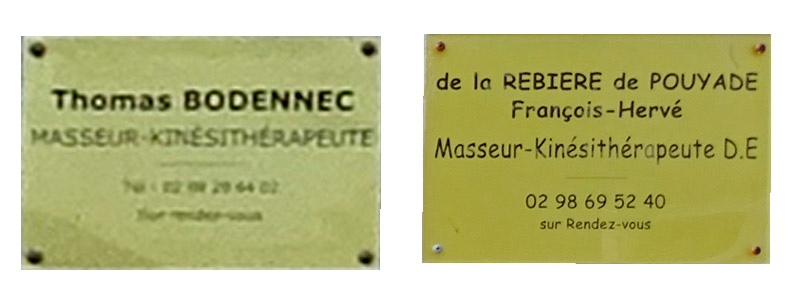 Thomas BODENNEC
MASSEUR-KINÉSITHÉRAPEUTE
Sur rendez-vous
de la REBIERE de POUYADE
François-Hervé
Masseur-Kinésithérapeute D.E
02 98 69 52 40
sur Rendez-vous